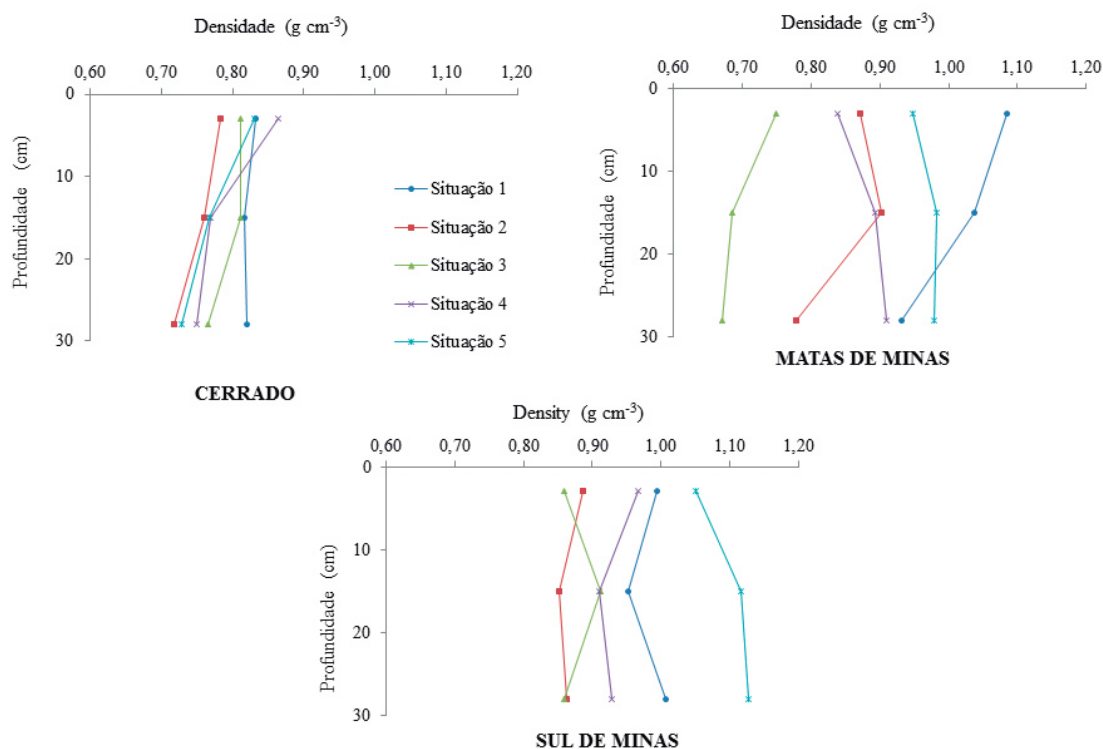 Densidade (g cm-3)
0,60 0,70 0,80 0,90 1,00 1,10 1,20
0
10
20
30
Profundidade (cm)
Situação 1
Situação 2
Situação 3
Situação 4
Situação 5
CERRADO
Densidade (g cm-3)
0,60 0,70 0,80 0,90 1,00 1,10 1,20
0
10
20
30
Profundidade (cm)
MATAS DE MINAS
Density (g cm-3)
0,60 0,70 0,80 0,90 1,00 1,10 1,20
0
10
20
30
Profundidade (cm)
SUL DE MINAS